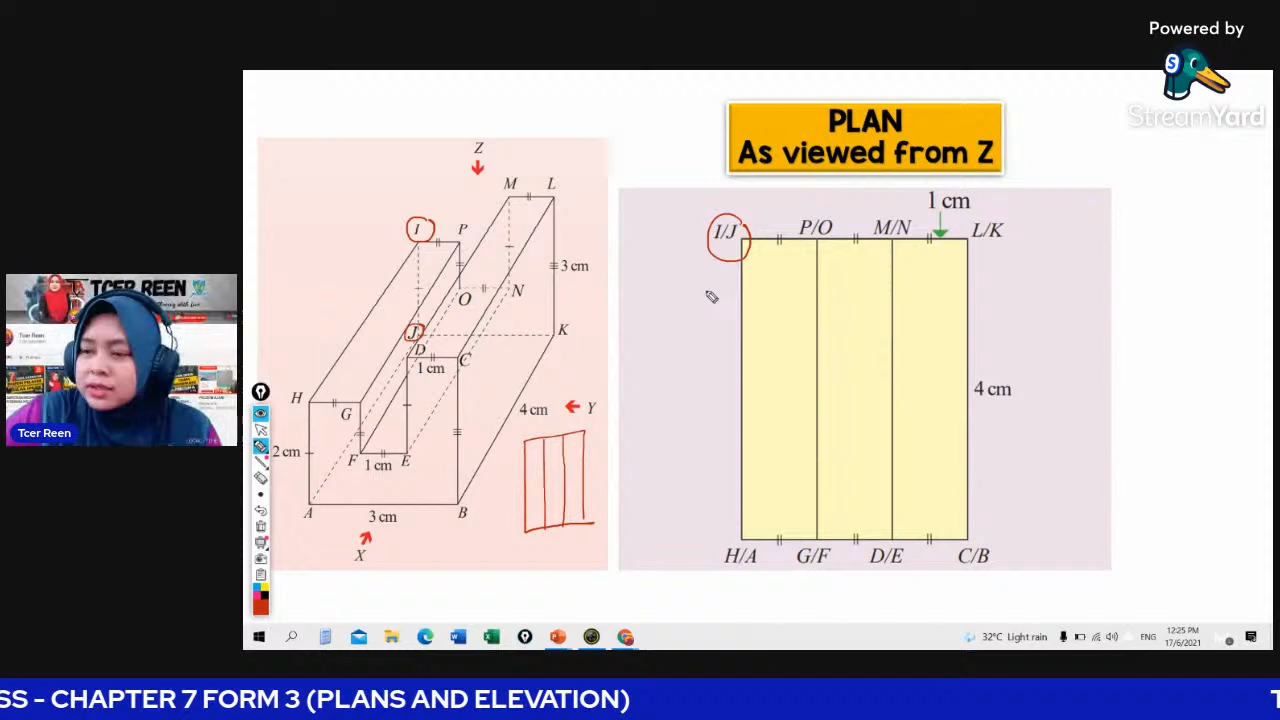 Powered by
StreamYard
PLAN
As viewed from Z
Z
M L
I P
3 cm
O N
J K
D C
1 cm
H G
4 cm Y
2 cm
F 1 cm E
A 3 cm B
X
1 cm
I/J P/O M/N L/K
4 cm
H/A G/F D/E C/B
TCER REEN
Tcer Reen
Tcer Reen
32°C Light rain
ENG
12:25 PM
17/6/2021
SS - CHAPTER 7 FORM 3 (PLANS AND ELEVATION)